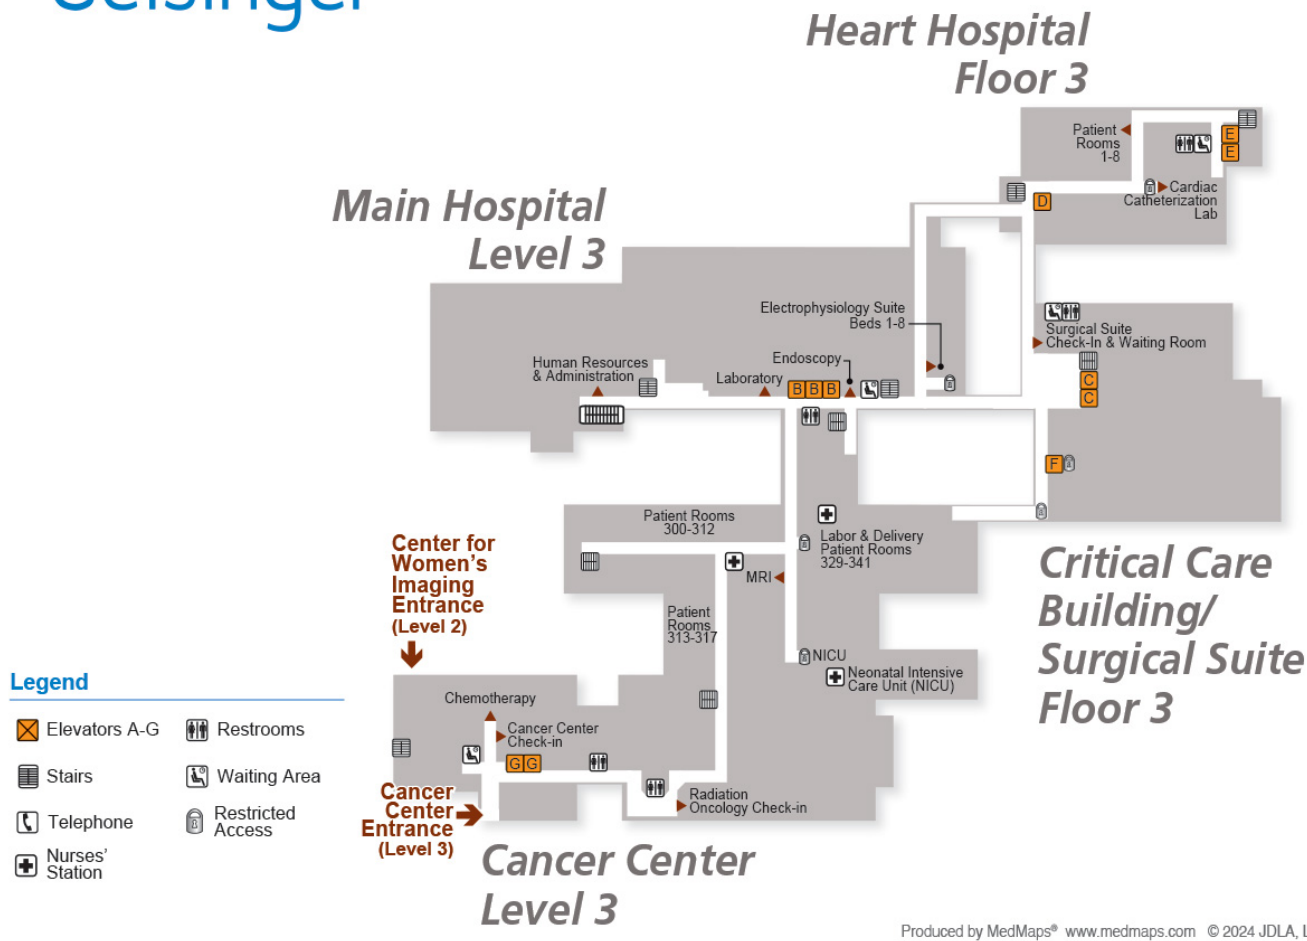 Geisinger
Heart Hospital
Floor 3
Patient
Rooms
1-8
E
E
Cardiac
Catheterization
Lab
D
Main Hospital
Level 3
Electrophysiology Suite
Beds 1-8
Surgical Suite
Check-In & Waiting Room
Endoscopy
Human Resources
& Administration
Laboratory
B B B
C
C
F
Patient Rooms
300-312
Labor & Delivery
Patient Rooms
329-341
MRI
Patient
Rooms
313-317
NICU
Neonatal Intensive
Care Unit (NICU)
Center for
Women's
Imaging
Entrance
(Level 2)
Critical Care
Building/
Surgical Suite
Floor 3
Chemotherapy
Cancer Center
Check-in
G G
Radiation
Oncology Check-in
Cancer
Center
Entrance
(Level 3)
Cancer Center
Level 3
Legend
Elevators A-G
Restrooms
Stairs
Waiting Area
Telephone
Restricted
Access
Nurses'
Station
Produced by MedMaps® www.medmaps.com © 2024 JDLA,